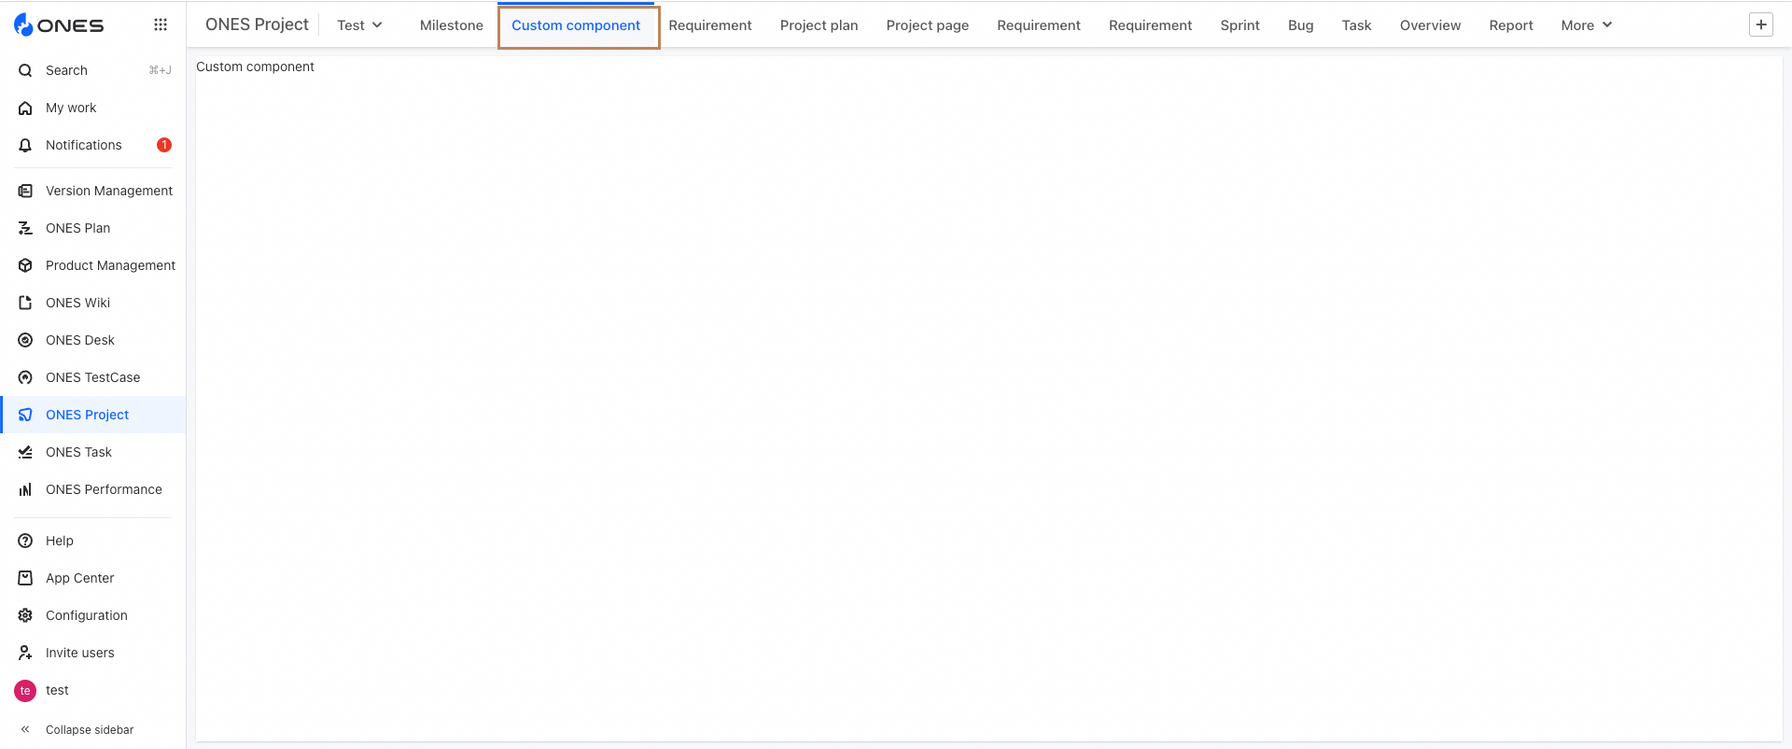 ONES
ONES Project
Test
Milestone
Custom component
Requirement
Project plan
Project page
Requirement
Requirement
Sprint
Bug
Task
Overview
Report
More
Search
⌘+J
My work
Notifications
1
Version Management
ONES Plan
Product Management
ONES Wiki
ONES Desk
ONES TestCase
ONES Project
ONES Task
ONES Performance
Help
App Center
Configuration
Invite users
te
test
Collapse sidebar
Custom component